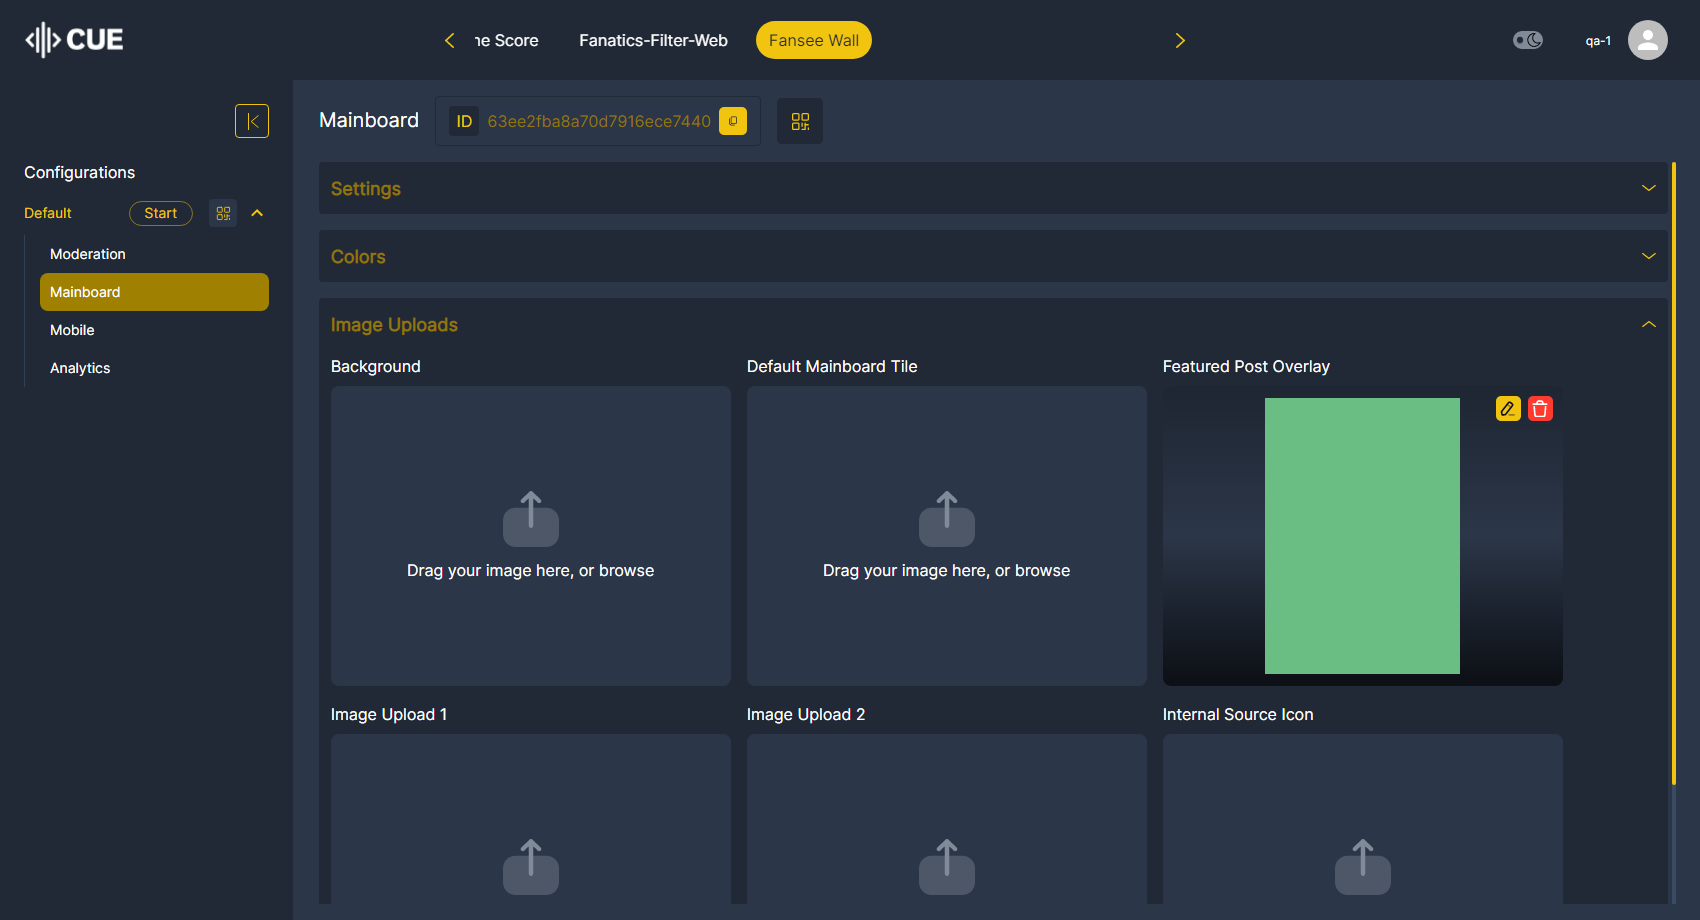 CUE
ne Score
Fanatics-Filter-Web
Fansee Wall
qa-1
Configurations
Default
Start
Moderation
Mainboard
Mobile
Analytics
Mainboard
ID
63ee2fba8a70d7916ece7440
Settings
Colors
Image Uploads
Background
Default Mainboard Tile
Featured Post Overlay
Drag your image here, or browse
Drag your image here, or browse
Image Upload 1
Image Upload 2
Internal Source Icon